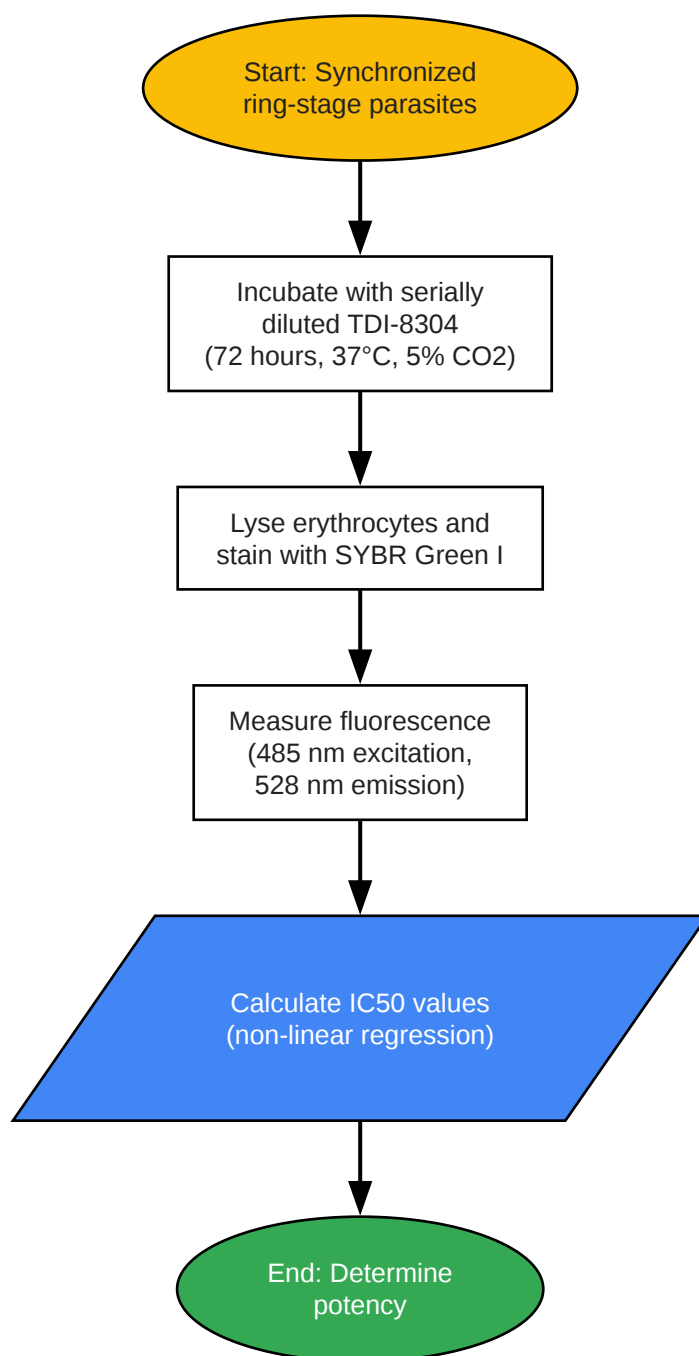 Start: Synchronized
ring-stage parasites
Incubate with serially
diluted TDI-8304
(72 hours, 37°C, 5% CO2)
Lyse erythrocytes and
stain with SYBR Green I
Measure fluorescence
(485 nm excitation,
528 nm emission)
Calculate IC50 values
(non-linear regression)
End: Determine
potency